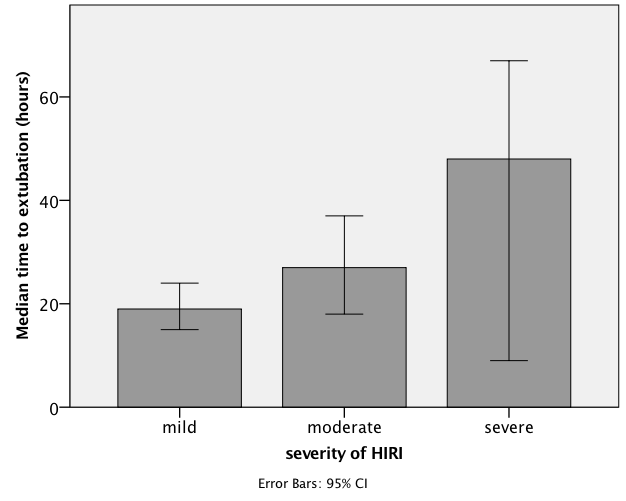 Median time to extubation (hours)
60
40
20
0
mild moderate severe
severity of HIRI
Error Bars: 95% CI